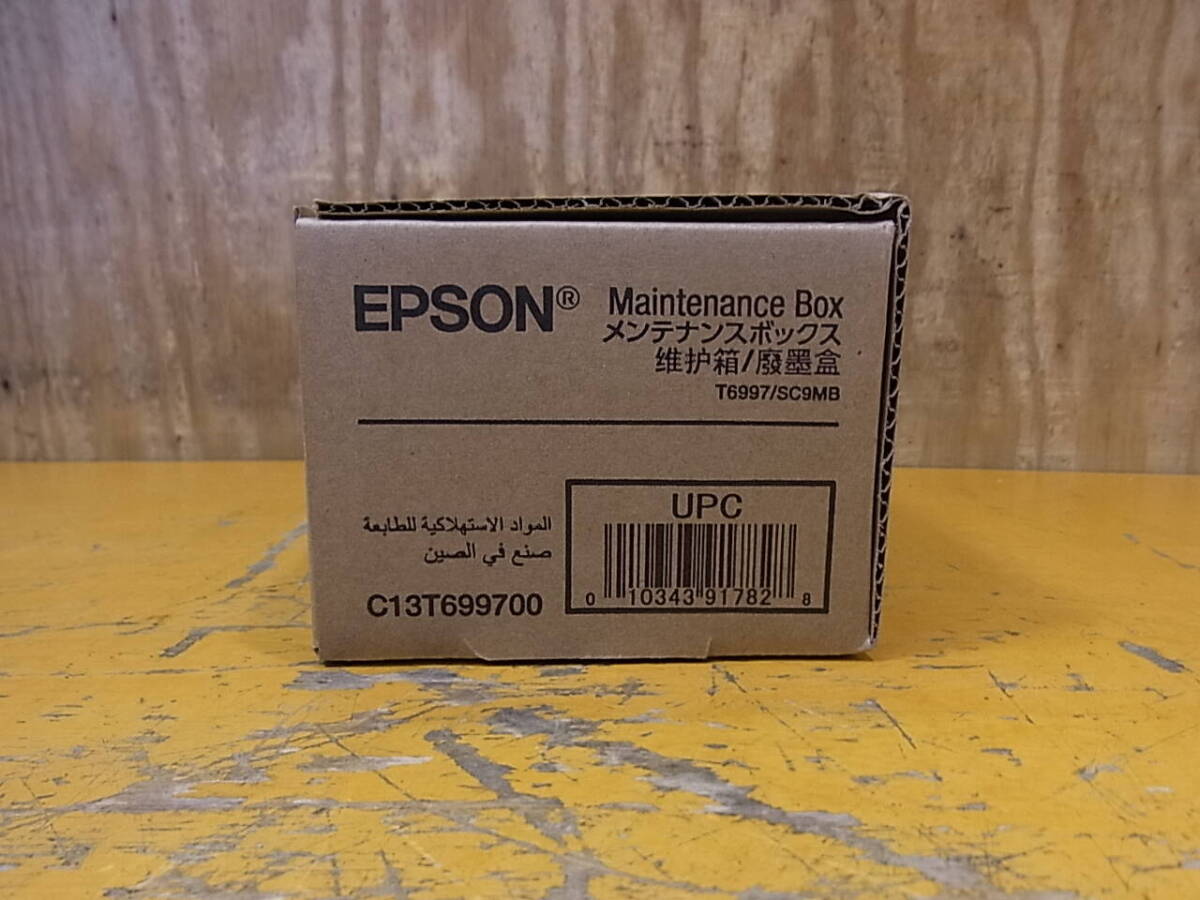 EPSON® Maintenance Box
メンテナンスボックス
维护箱/廢墨盒
T6997/SC9MB
المواد الاستهلاكية للطابعة
صنع في الصين
C13T699700
UPC
0 10343 91782 8